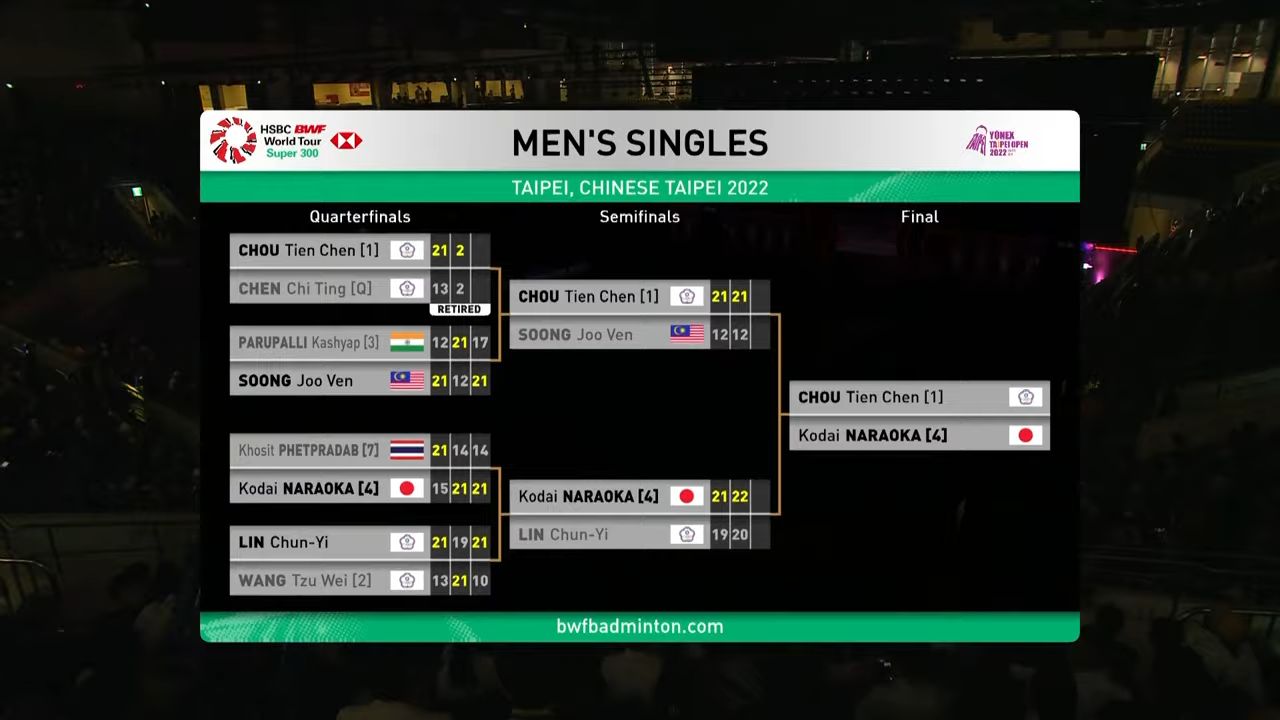 HSBC BWF
World Tour
Super 300
MEN'S SINGLES
YONEX
TAIPEI OPEN
2022
TAIPEI, CHINESE TAIPEI 2022
Quarterfinals
Semifinals
Final
CHOU Tien Chen [1] 21 2
CHEN Chi Ting [Q] 13 2
RETIRED
PARUPALLI Kashyap [3] 12 21 17
SOONG Joo Ven 21 12 21
Khosit PHETPRADAB [7] 21 14 14
Kodai NARAOKA [4] 15 21 21
LIN Chun-Yi 21 19 21
WANG Tzu Wei [2] 13 21 10
CHOU Tien Chen [1] 21 21
SOONG Joo Ven 12 12
Kodai NARAOKA [4] 21 22
LIN Chun-Yi 19 20
CHOU Tien Chen [1]
Kodai NARAOKA [4]
bwfbadminton.com